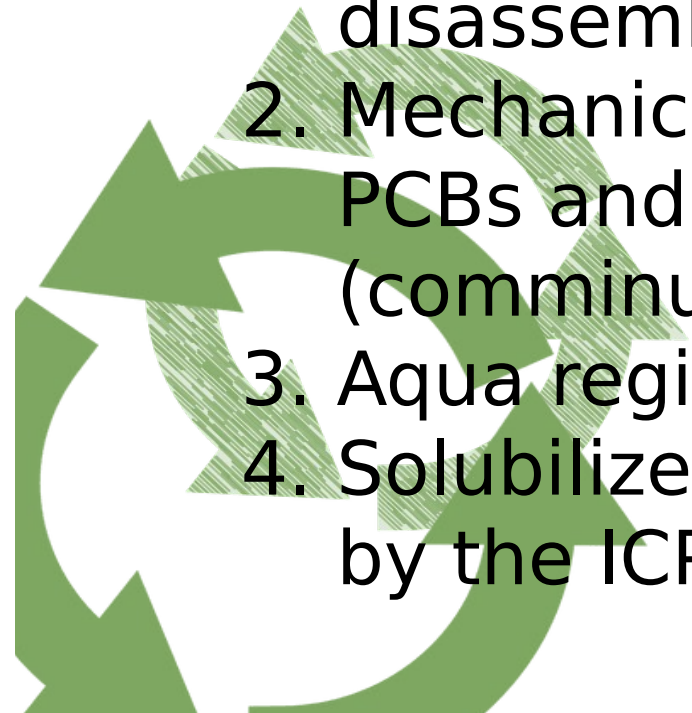 disassem
2. Mechanic
PCBs and
(comminu
3. Aqua regi
4. Solubilize
by the ICP